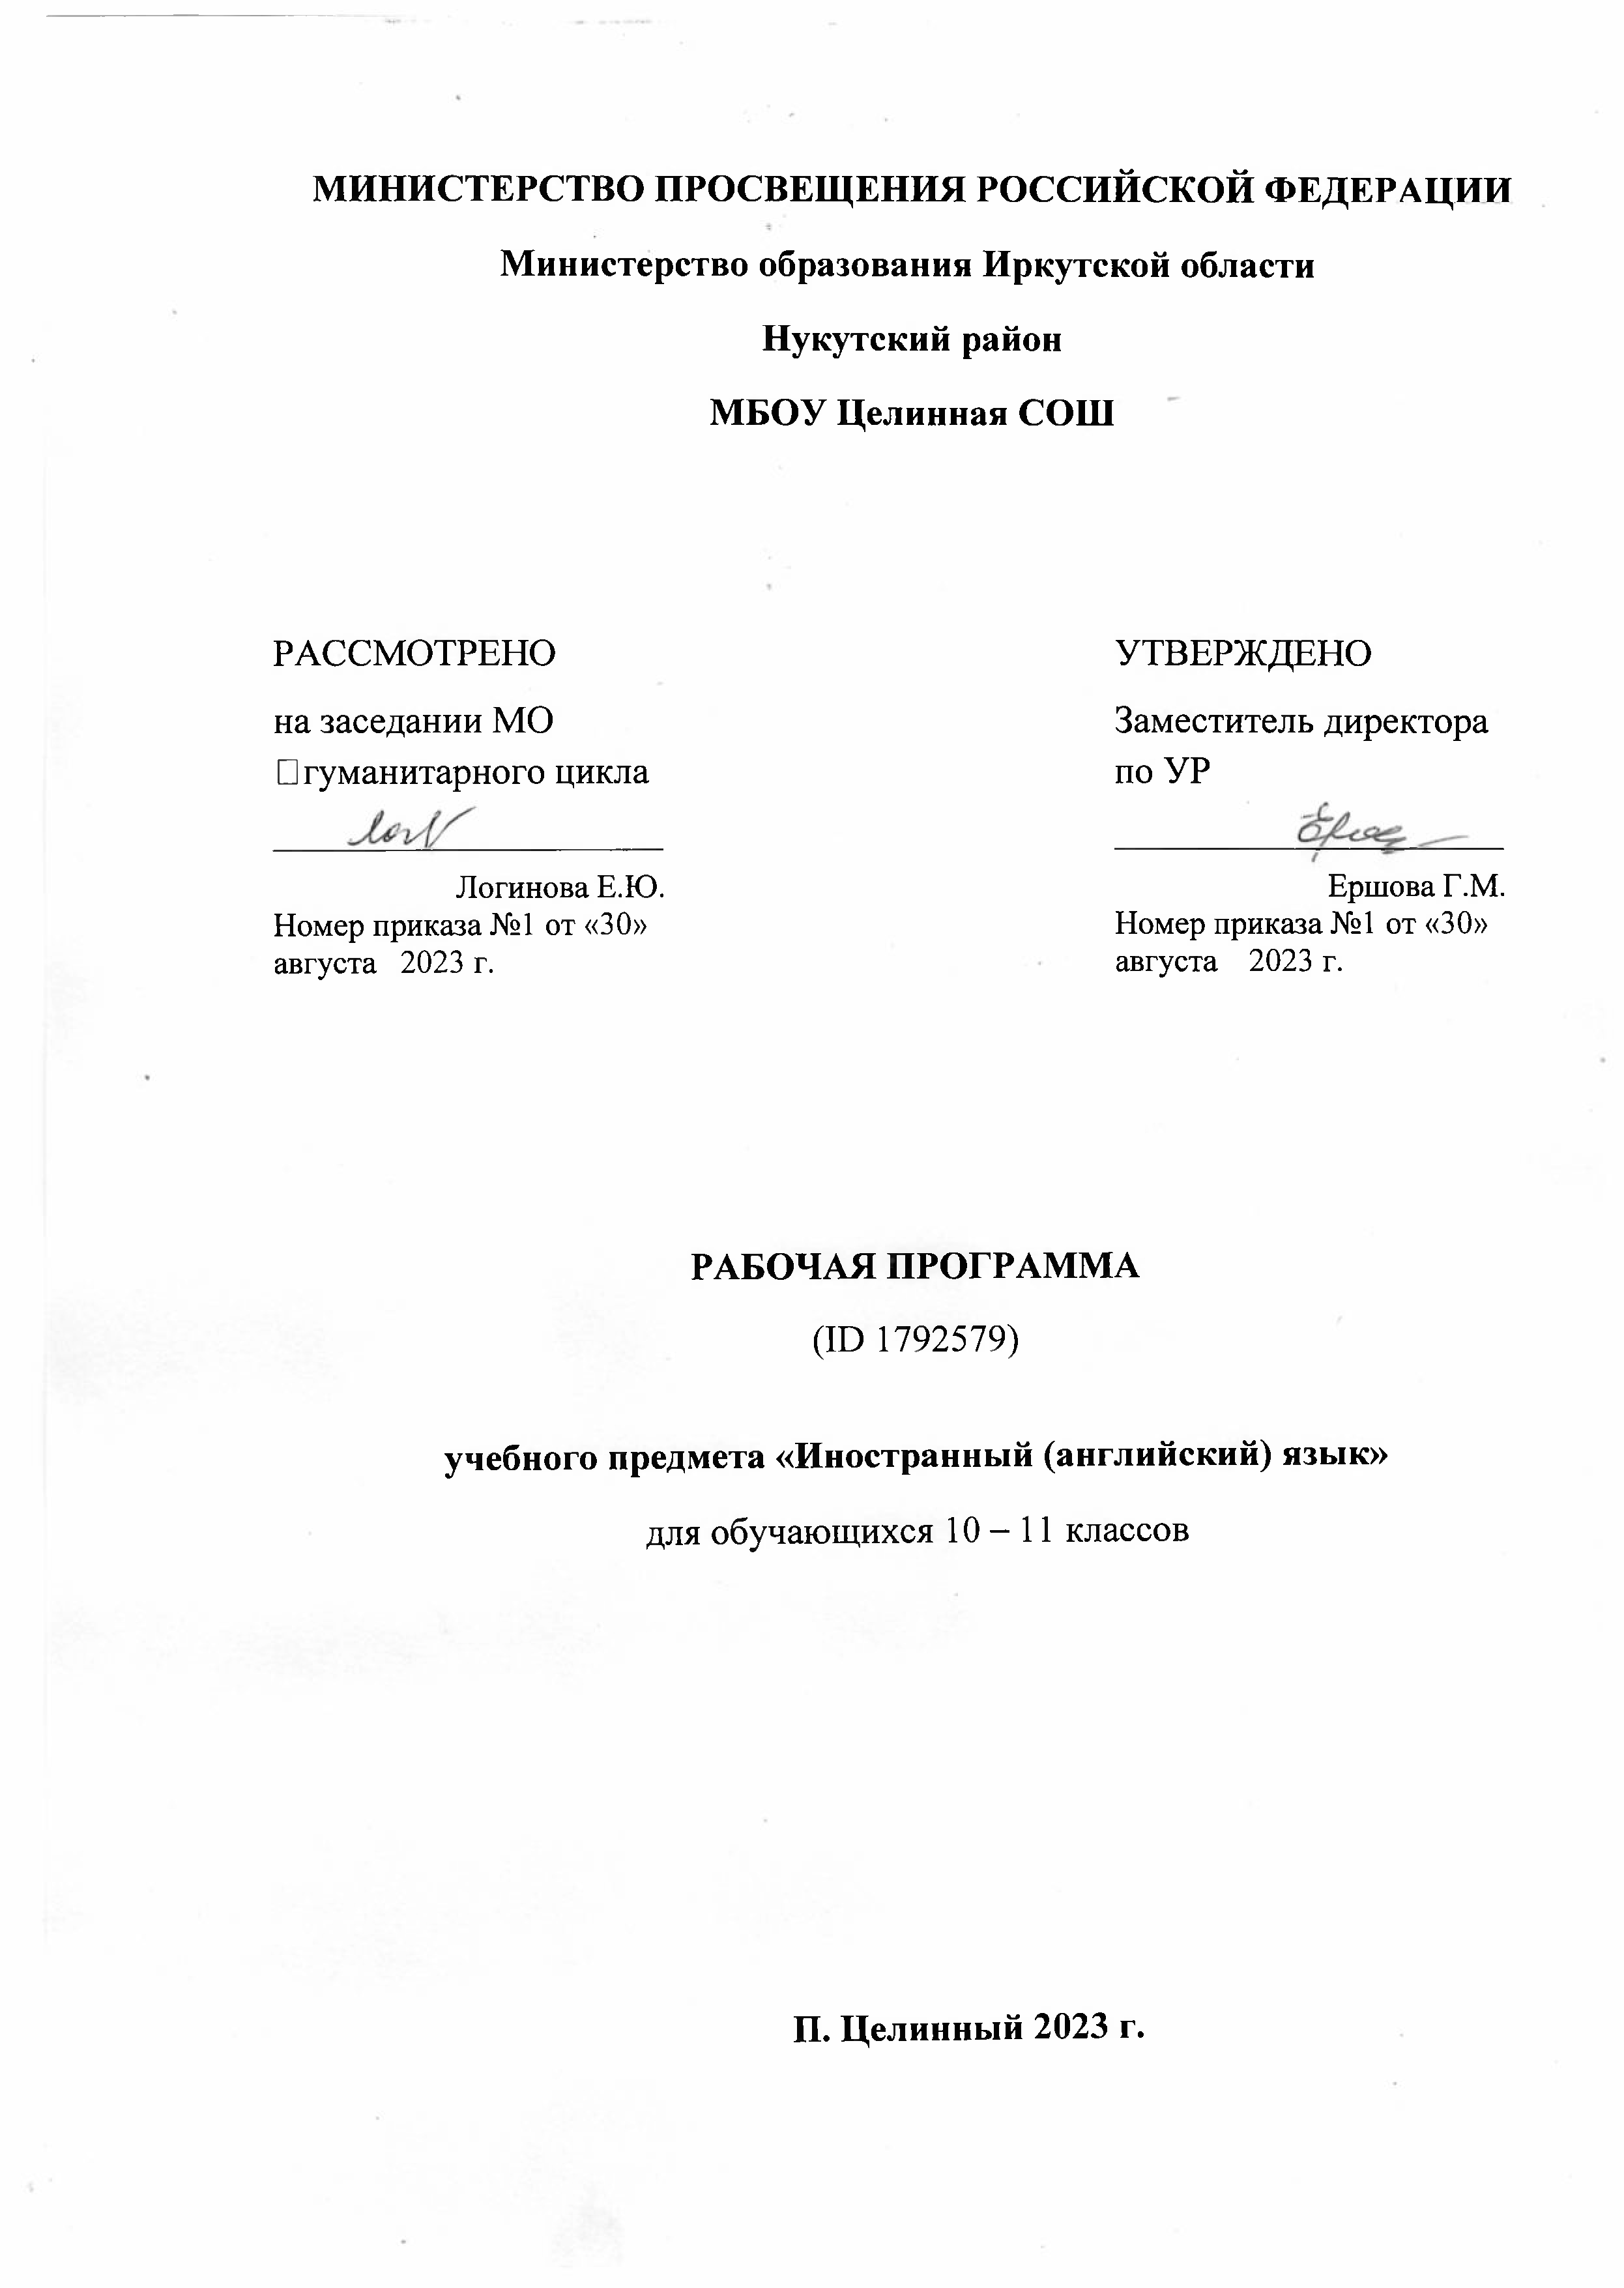 МИНИСТЕРСТВО ПРОСВЕЩЕНИЯ РОССИЙСКОЙ ФЕДЕРАЦИИ
Министерство образования Иркутской области
Нукутский район
МБОУ Целинная СОШ
РАССМОТРЕНО
на заседании МО
гуманитарного цикла
Логинова Е.Ю.
Номер приказа №1 от «30»
августа 2023 г.
УТВЕРЖДЕНО
Заместитель директора
по УР
Ершова Г.М.
Номер приказа №1 от «30»
августа 2023 г.
РАБОЧАЯ ПРОГРАММА
(ID 1792579)
учебного предмета «Иностранный (английский) язык»
для обучающихся 10 – 11 классов
П. Целинный 2023 г.